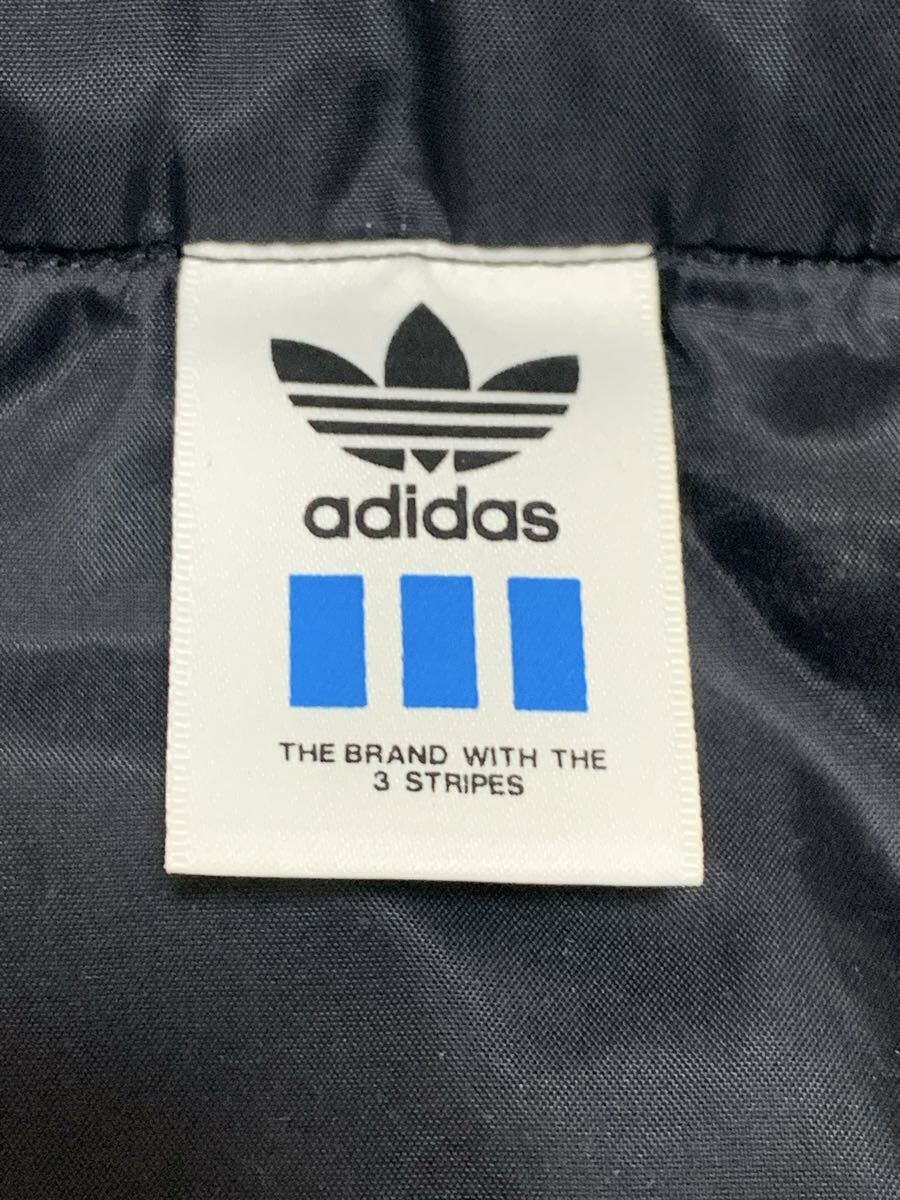 adidas
THE BRAND WITH THE
3 STRIPES